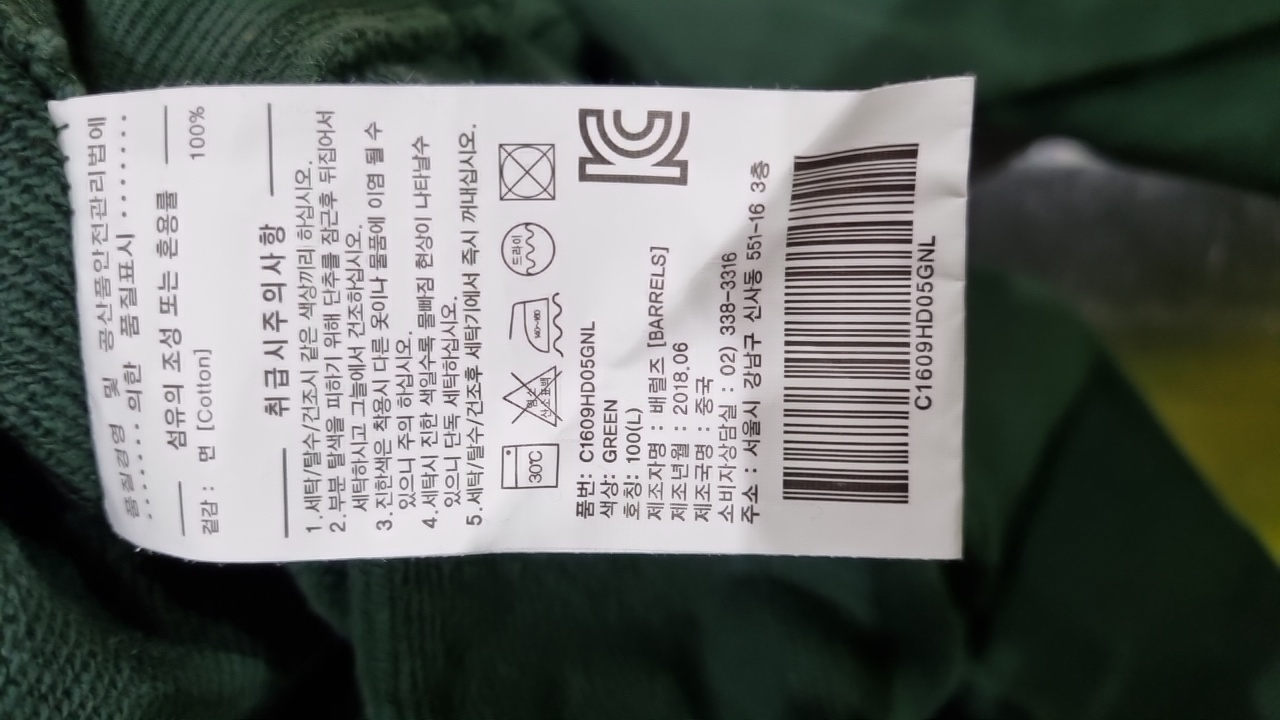 품질경영 및 공산품안전관리법에
······ 의한 품질표시 ······
섬유의 조성 또는 혼용률
겉감 : 면 [Cotton] 100%
취급시주의사항
1.세탁/탈수/건조시 같은 색상끼리 하십시오.
2.부분 탈색을 피하기 위해 단추를 잠근후 뒤집어서
세탁하시고 그늘에서 건조하십시오.
3.진한색은 착용시 다른 옷이나 물품에 이염 될 수
있으니 주의 하십시오.
4.세탁시 진한 색일수록 물빠짐 현상이 나타날수
있으니 단독 세탁하십시오.
5.세탁/탈수/건조후 세탁기에서 즉시 꺼내십시오.
30℃
염소
산소표백
140~160
드라이
품번: C1609HD05GNL
색상: GREEN
호칭: 100(L)
제조자명 : 배럴즈 [BARRELS]
제조년월 : 2018.06
제조국명 : 중국
소비자상담실 : 02) 338-3316
주소 : 서울시 강남구 신사동 551-16 3층
C1609HD05GNL